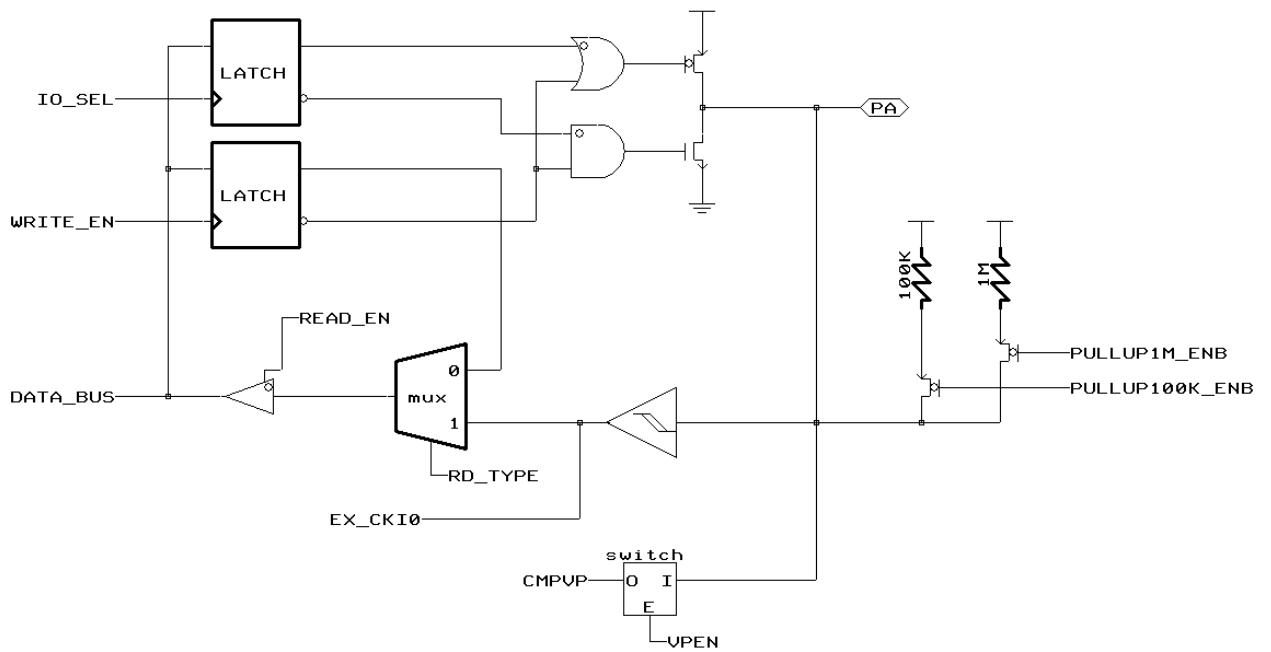 LATCH
IO_SEL
PA
LATCH
WRITE_EN
100K
1M
READ_EN
PULLUP1M_ENB
0
DATA_BUS
mux
PULLUP100K_ENB
1
RD_TYPE
EX_CKI0
switch
CMPVP
O I
E
VPEN